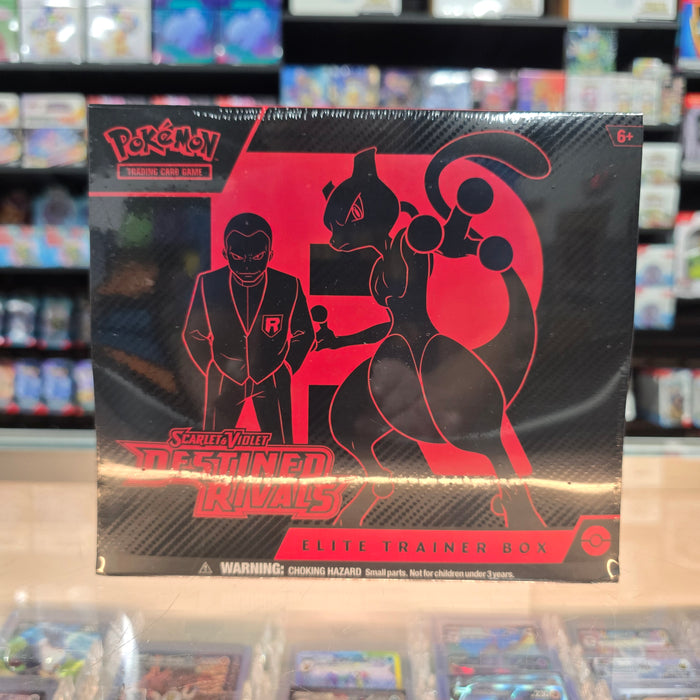 POKéMON
TRADING CARD GAME
6+
R
SCARLET & VIOLET
DESTINED
RIVALS
ELITE TRAINER BOX
WARNING: CHOKING HAZARD Small parts. Not for children under 3 years.